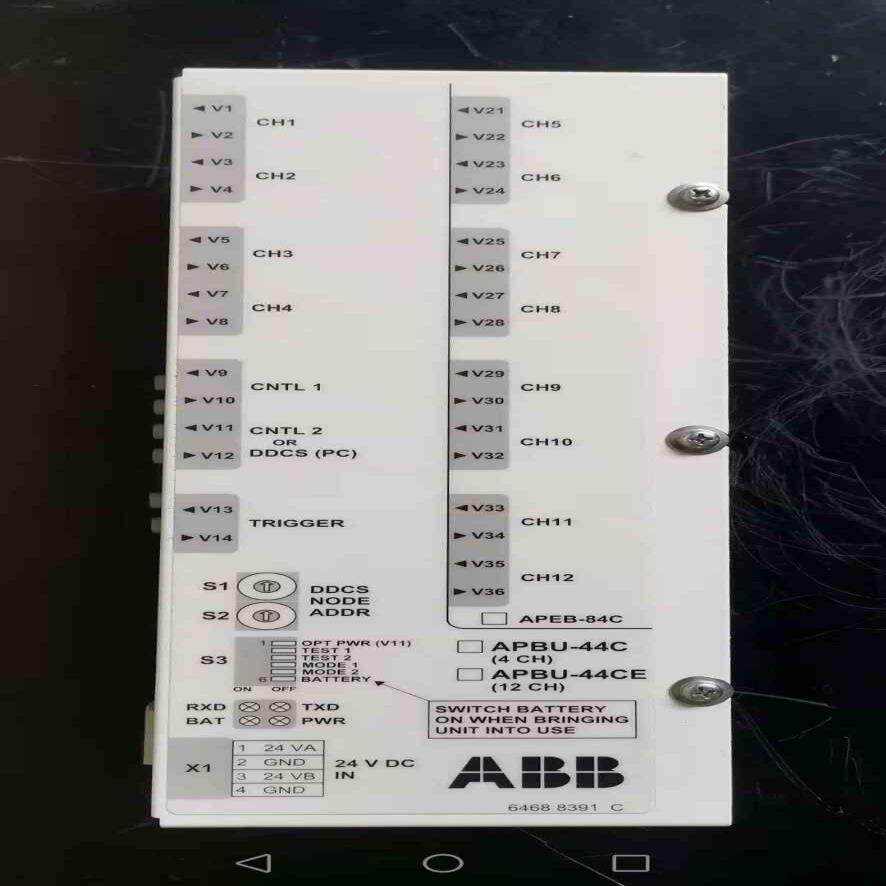 V1
CH1
V2
V3
CH2
V4
V5
CH3
V6
V7
CH4
V8
V9
CNTL 1
V10
V11
CNTL 2
OR
V12
DDCS (PC)
V13
TRIGGER
V14
V21
CH5
V22
V23
CH6
V24
V25
CH7
V26
V27
CH8
V28
V29
CH9
V30
V31
CH10
V32
V33
CH11
V34
V35
CH12
V36
APEB-84C
S1
S2
DDCS
NODE
ADDR
S3
1 OPT PWR (V11)
TEST 1
TEST 2
MODE 1
MODE 2
6 BATTERY
ON OFF
APBU-44C
(4 CH)
APBU-44CE
(12 CH)
RXD TXD
BAT PWR
SWITCH BATTERY
ON WHEN BRINGING
UNIT INTO USE
X1
1 24 VA
2 GND
3 24 VB
4 GND
24 V DC
IN
ABB
6468 8391 C